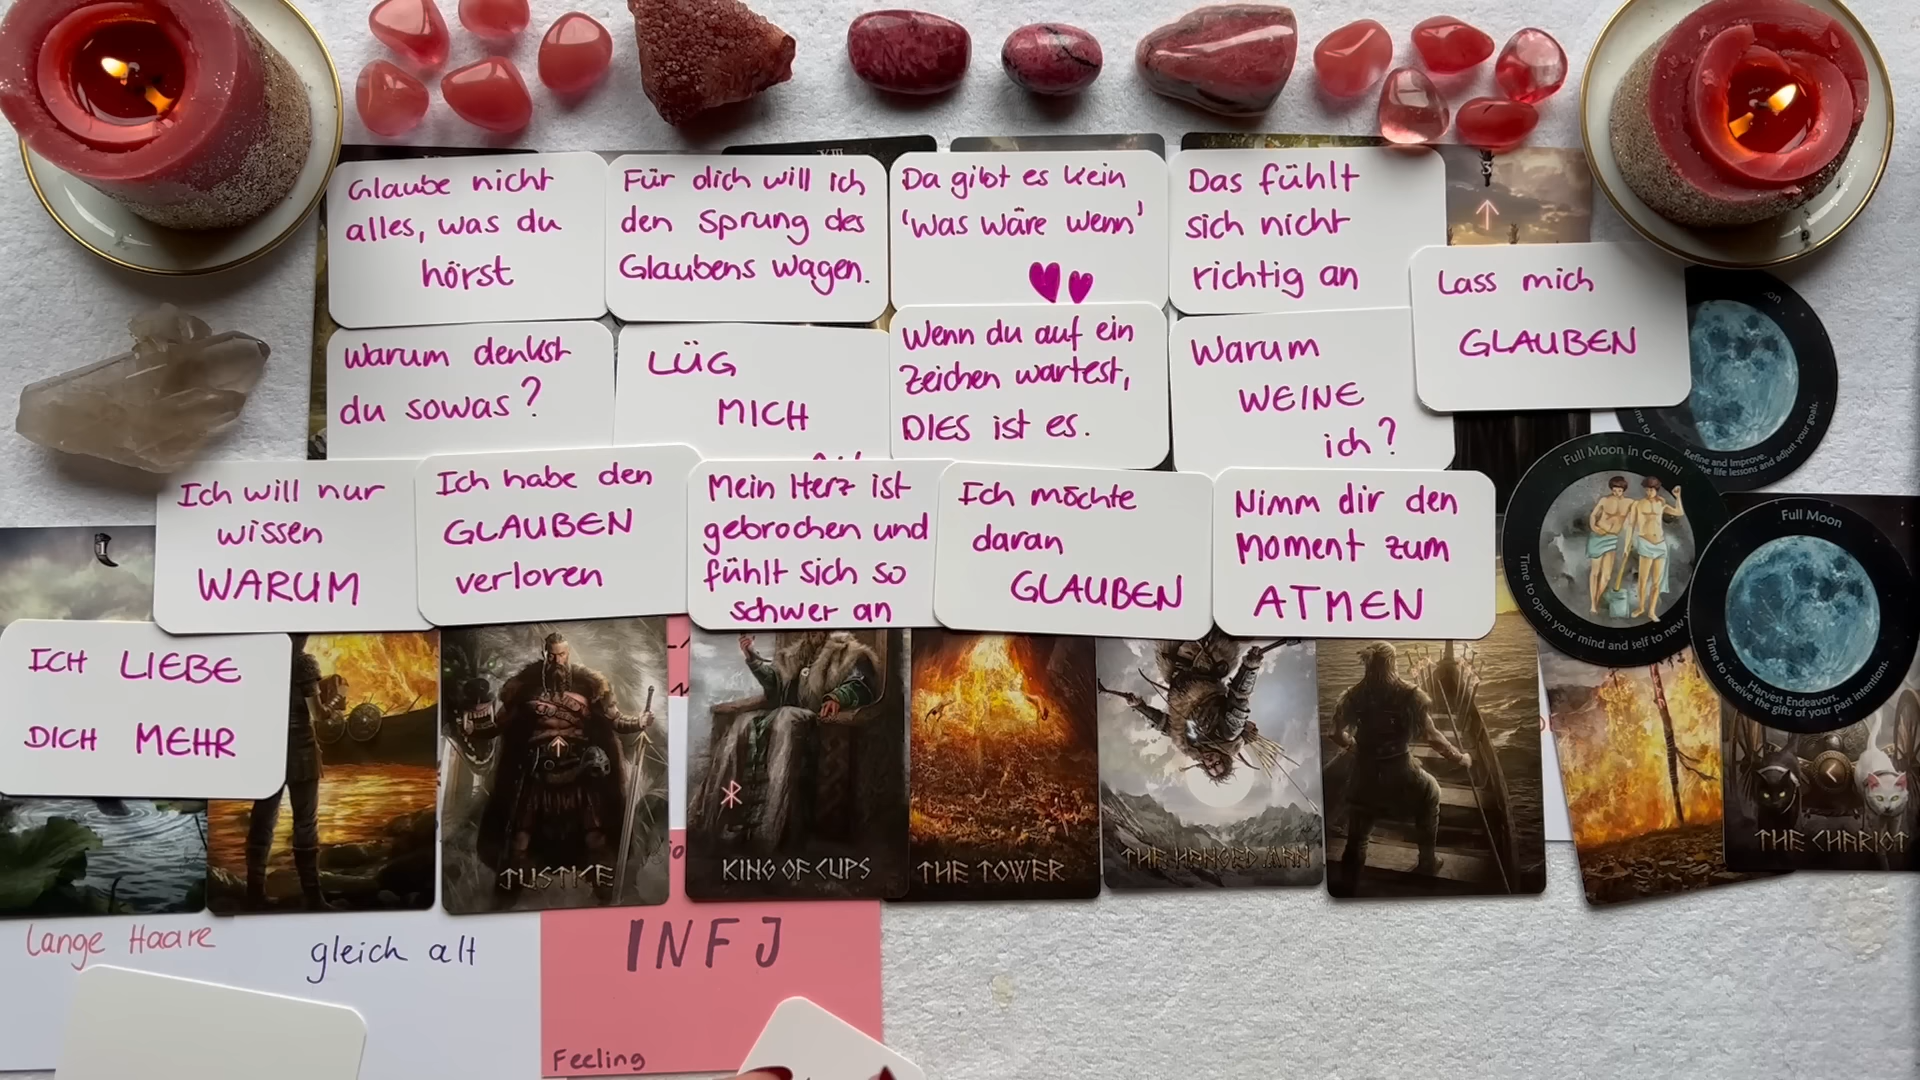 Glaube nicht
alles, was du
hörst
Für dich will ich
den Sprung des
Glaubens wagen.
Da gibt es kein
'Was wäre wenn'
Das fühlt
sich nicht
richtig an
Lass mich
GLAUBEN
Warum denkst
du sowas?
LÜG
MICH
Wenn du auf ein
Zeichen wartest,
DIES ist es.
Warum
WEINE
ich?
Refine and Improve.
life lessons and adjust your goals.
Ich will nur
wissen
WARUM
Ich habe den
GLAUBEN
verloren
Mein Herz ist
gebrochen und
fühlt sich so
schwer an
Ich möchte
daran
GLAUBEN
Nimm dir den
Moment zum
ATMEN
Full Moon in Gemini
Time to open your mind and self to new
Full Moon
Harvest Endeavors,
Time to receive the gifts of your past intentions.
ICH LIEBE
DICH MEHR
JUSTICE
KING OF CUPS
THE TOWER
THE HANGED MAN
THE CHARIOT
Lange Haare
gleich alt
INFJ
Feeling